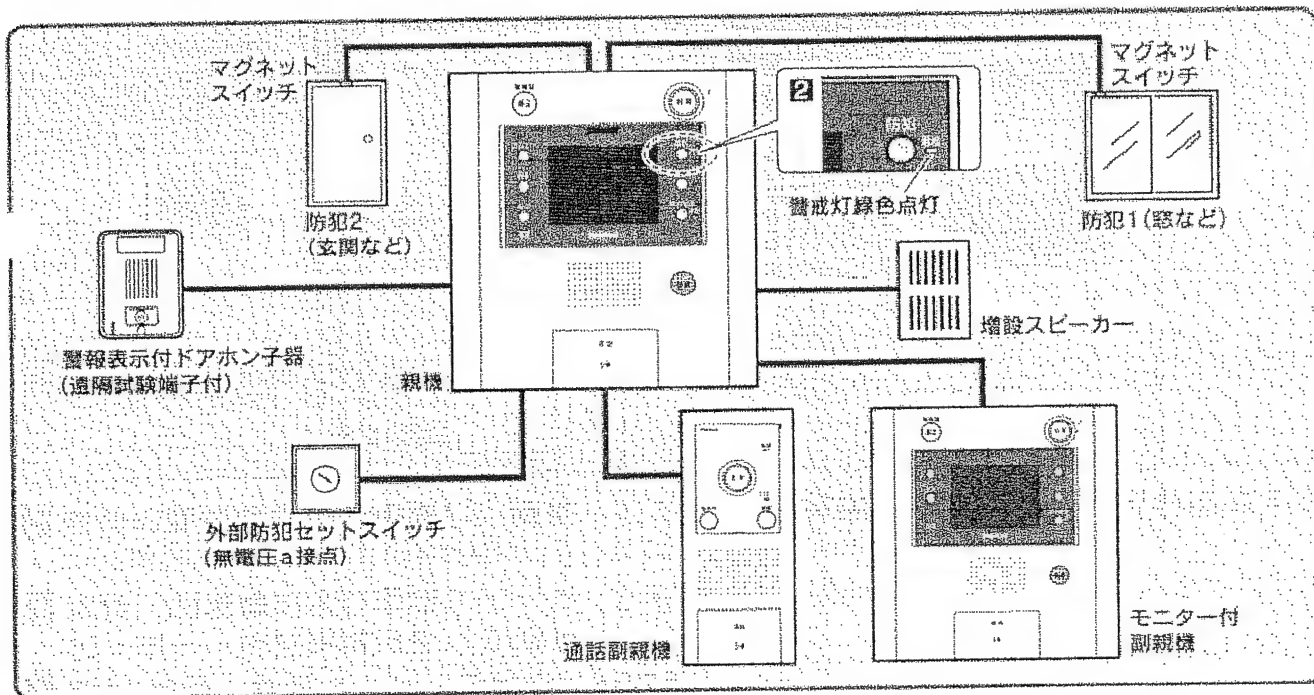 マグネット
スイッチ
マグネット
スイッチ
2
警戒灯緑色点灯
防犯2
(玄関など)
防犯1(窓など)
警報表示付ドアホン子器
(遠隔試験端子付)
親機
増設スピーカー
外部防犯セットスイッチ
(無電圧a接点)
通話副親機
モニター付
副親機